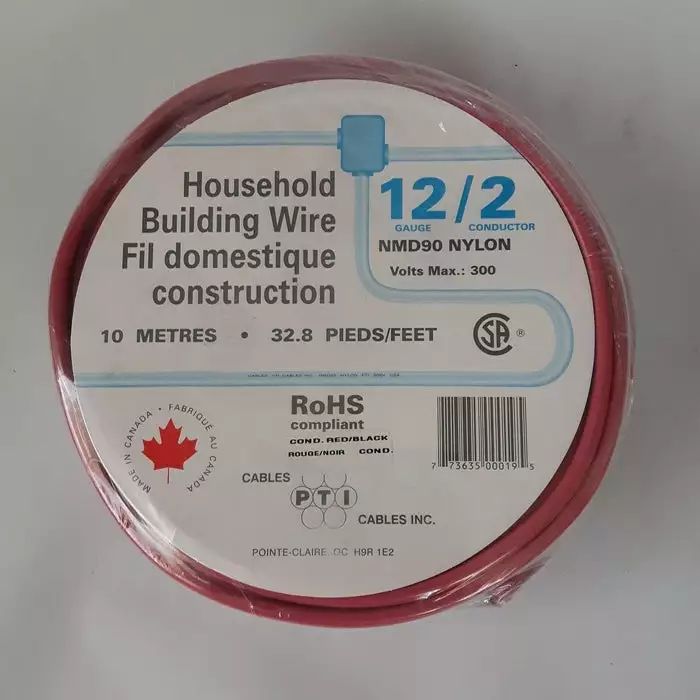 Household
Building Wire
Fil domestique
construction
12/2
GAUGE CONDUCTOR
NMD90 NYLON
Volts Max.: 300
10 METRES • 32.8 PIEDS/FEET
CSA ®
RoHS
compliant
COND. RED/BLACK
ROUGE/NOIR COND.
MADE IN CANADA • FABRIQUÉ AU CANADA
7 73635 00019 5
CABLES
PTI
CABLES INC.
POINTE-CLAIRE, QC H9R 1E2